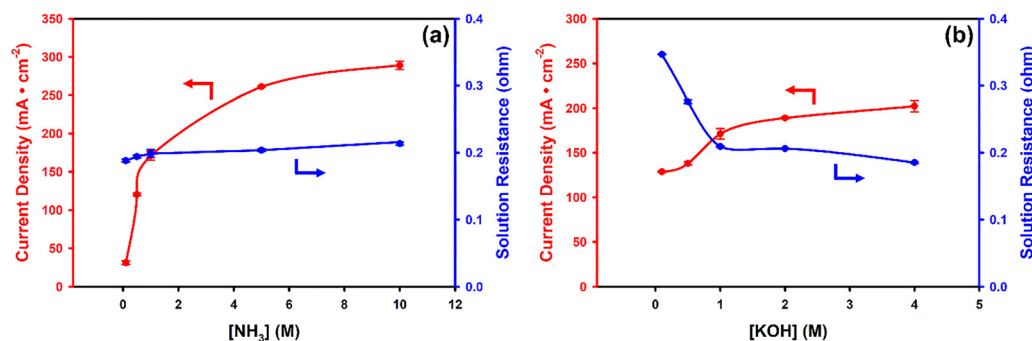 (a)
Current Density (mA • cm⁻²)
350
300
250
200
150
100
50
0
0.4
0.3
0.2
0.1
0.0
Solution Resistance (ohm)
0 2 4 6 8 10 12
[NH₃] (M)
(b)
Current Density (mA • cm⁻²)
300
250
200
150
100
50
0
0.4
0.3
0.2
0.1
0.0
Solution Resistance (ohm)
0 1 2 3 4 5
[KOH] (M)